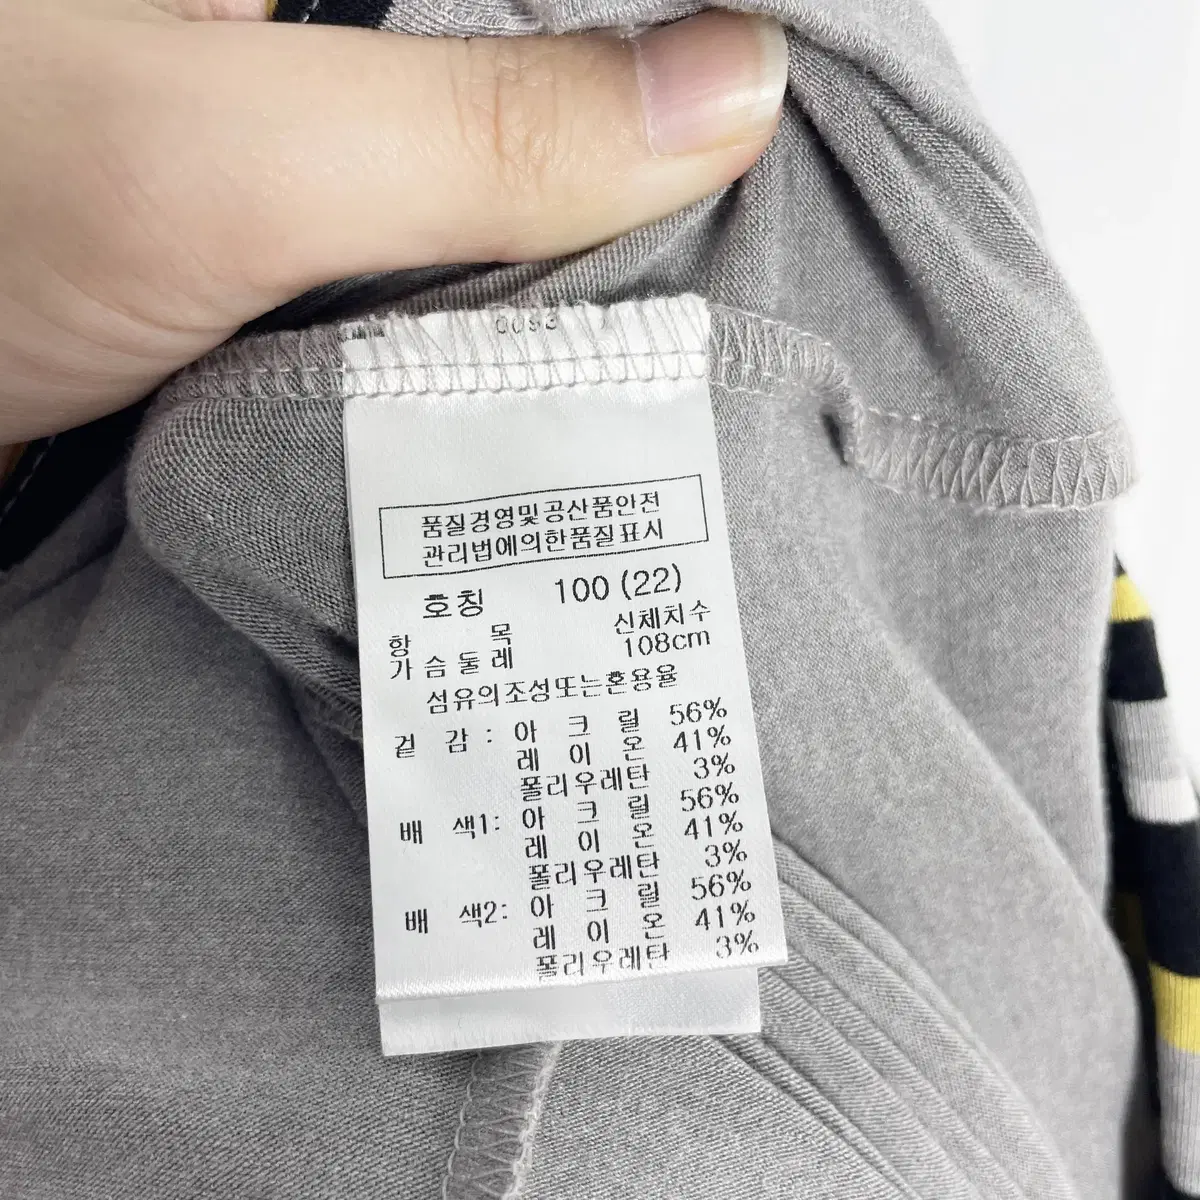 품질경영및공산품안전
관리법에의한품질표시
호칭 100 (22)
항 목 신체치수
가슴둘레 108cm
섬유의조성또는혼용율
겉 감 : 아 크 릴 56%
레 이 온 41%
폴리우레탄 3%
배 색1: 아 크 릴 56%
레 이 온 41%
폴리우레탄 3%
배 색2: 아 크 릴 56%
레 이 온 41%
폴리우레탄 3%